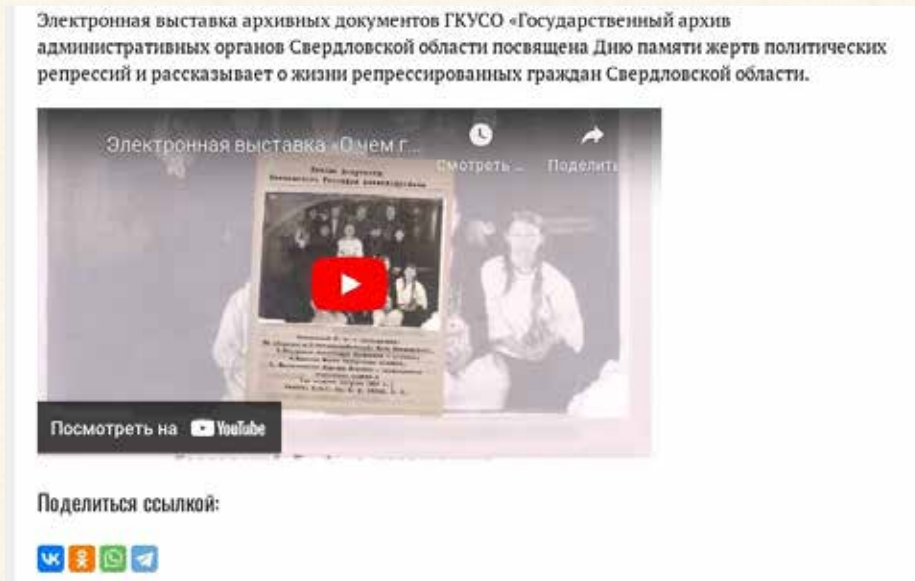 Электронная выставка архивных документов ГКУСО «Государственный архив
административных органов Свердловской области посвящена Дню памяти жертв политических
репрессий и рассказывает о жизни репрессированных граждан Свердловской области.
Электронная выставка «О чем г...
Смотреть ...
Поделить
Посмотреть на YouTube
Поделиться ссылкой: